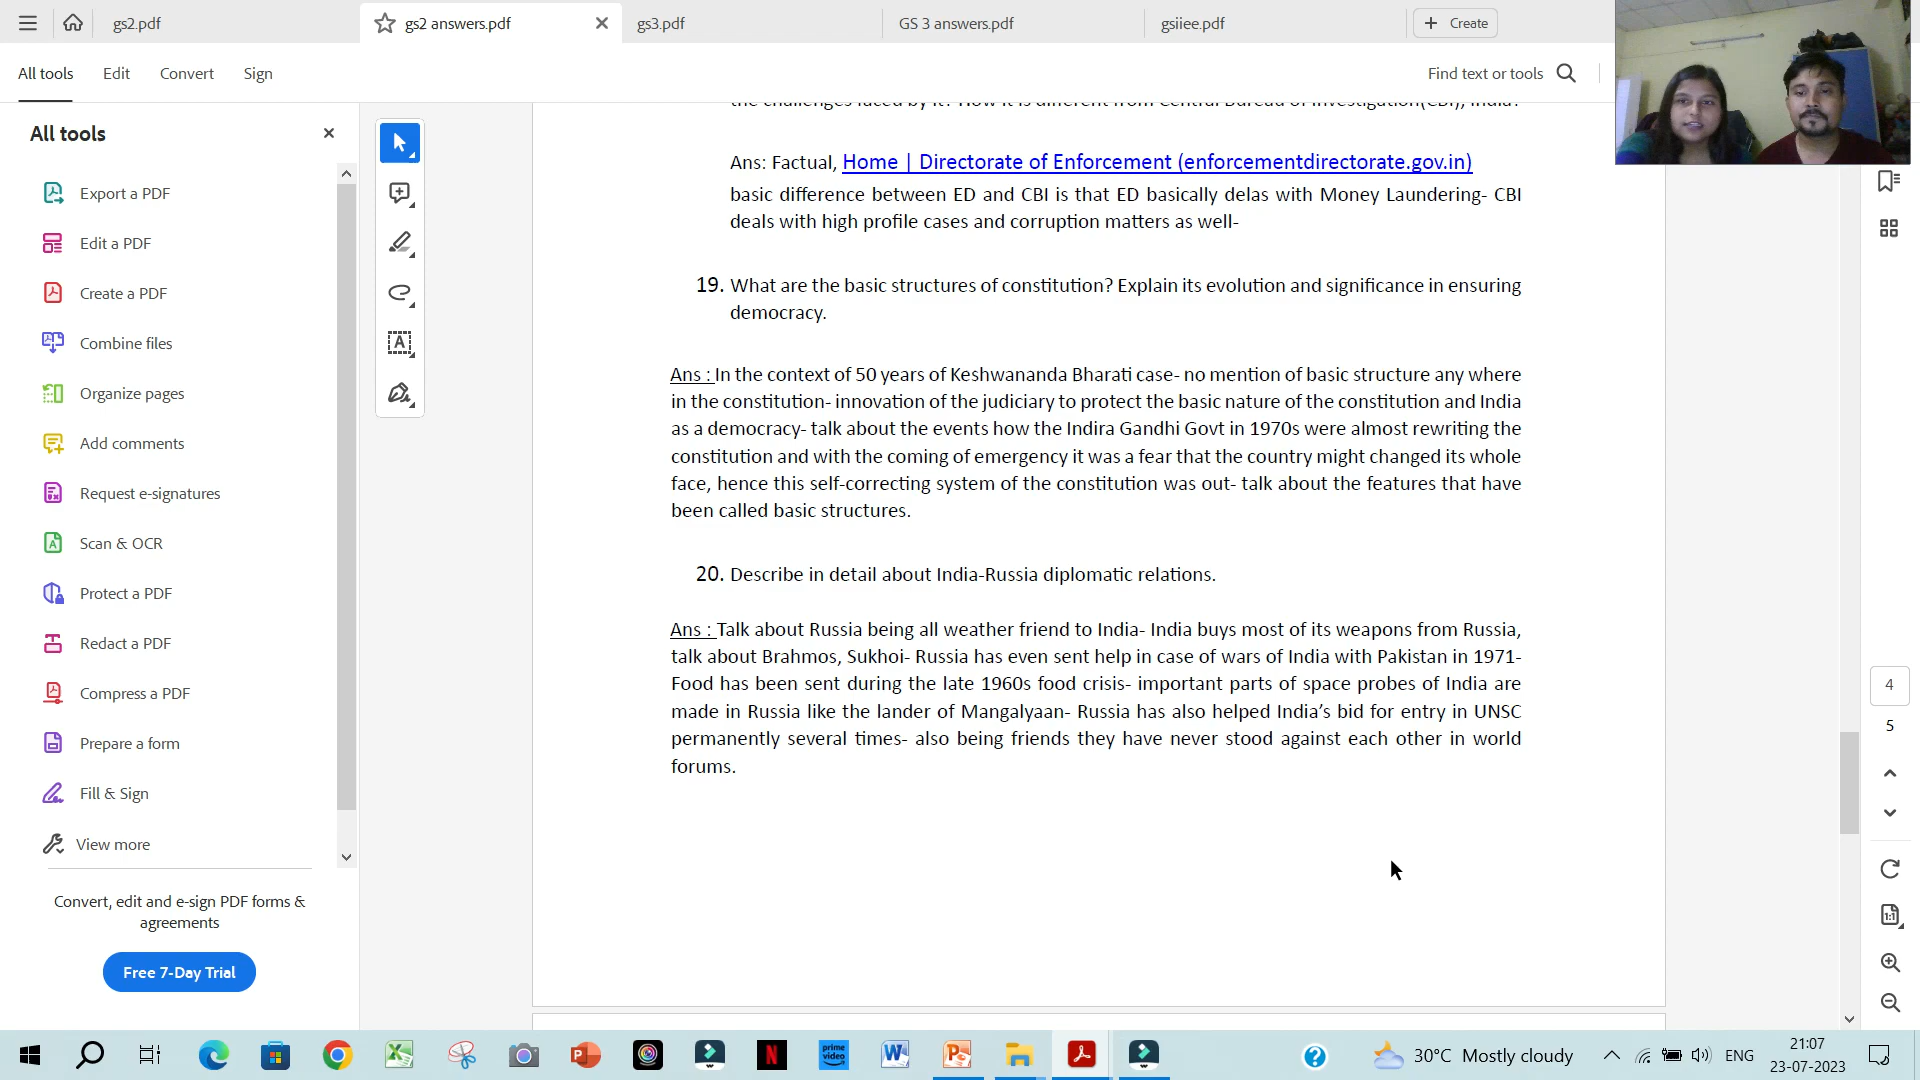 gs2.pdf
gs2 answers.pdf
gs3.pdf
GS 3 answers.pdf
gsiiee.pdf
Create
All tools
Edit
Convert
Sign
Find text or tools
All tools
Export a PDF
Edit a PDF
Create a PDF
Combine files
Organize pages
Add comments
Request e-signatures
Scan & OCR
Protect a PDF
Redact a PDF
Compress a PDF
Prepare a form
Fill & Sign
View more
Convert, edit and e-sign PDF forms &
agreements
Free 7-Day Trial
the challenges faced by it? How it is different from Central Bureau of Investigation(CBI), India?
Ans: Factual, Home | Directorate of Enforcement (enforcementdirectorate.gov.in)
basic difference between ED and CBI is that ED basically delas with Money Laundering- CBI
deals with high profile cases and corruption matters as well-
19. What are the basic structures of constitution? Explain its evolution and significance in ensuring
democracy.
Ans : In the context of 50 years of Keshwananda Bharati case- no mention of basic structure any where
in the constitution- innovation of the judiciary to protect the basic nature of the constitution and India
as a democracy- talk about the events how the Indira Gandhi Govt in 1970s were almost rewriting the
constitution and with the coming of emergency it was a fear that the country might changed its whole
face, hence this self-correcting system of the constitution was out- talk about the features that have
been called basic structures.
20. Describe in detail about India-Russia diplomatic relations.
Ans : Talk about Russia being all weather friend to India- India buys most of its weapons from Russia,
talk about Brahmos, Sukhoi- Russia has even sent help in case of wars of India with Pakistan in 1971-
Food has been sent during the late 1960s food crisis- important parts of space probes of India are
made in Russia like the lander of Mangalyaan- Russia has also helped India's bid for entry in UNSC
permanently several times- also being friends they have never stood against each other in world
forums.
4
5
30°C Mostly cloudy
ENG
21:07
23-07-2023